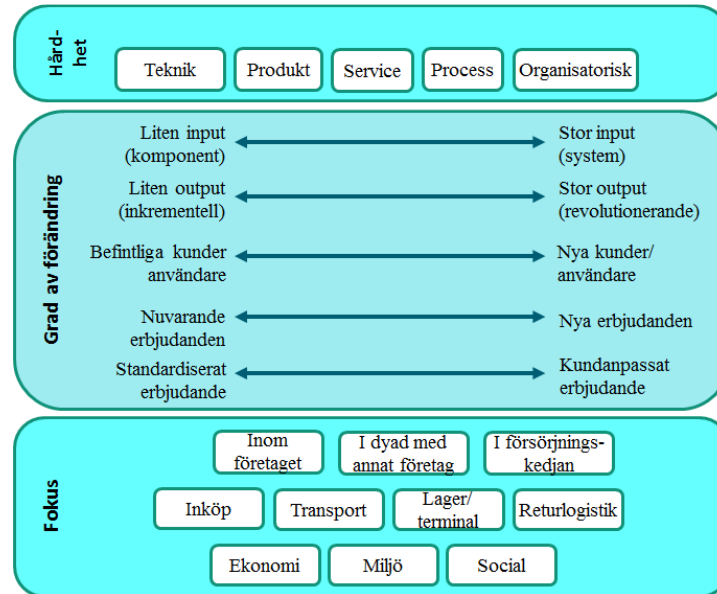 Hård-
het
Teknik
Produkt
Service
Process
Organisatorisk
Grad av förändring
Liten input
(komponent)
Stor input
(system)
Liten output
(inkrementell)
Stor output
(revolutionerande)
Befintliga kunder
användare
Nya kunder/
användare
Nuvarande
erbjudanden
Nya erbjudanden
Standardiserat
erbjudande
Kundanpassat
erbjudande
Fokus
Inom
företaget
I dyad med
annat företag
I försörjnings-
kedjan
Inköp
Transport
Lager/
terminal
Returlogistik
Ekonomi
Miljö
Social